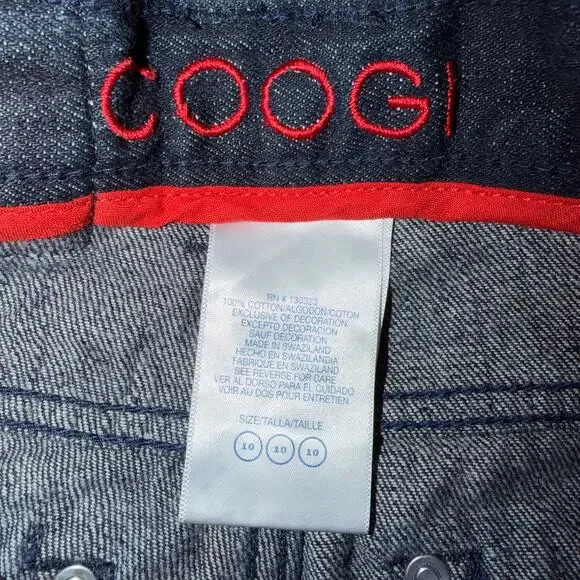 COOGI
RN # 130323
100% COTTON/ALGODON/COTON
EXCLUSIVE OF DECORATION
EXCEPTO DECORACION
SAUF DECORATION
MADE IN SWAZILAND
HECHO EN SWAZILANDIA
FABRIQUE EN SWAZILAND
SEE REVERSE FOR CARE
VER AL DORSO PARA EL CUIDADO
VOIR AU DOS POUR ENTRETIEN
SIZE/TALLA/TAILLE
10 10 10